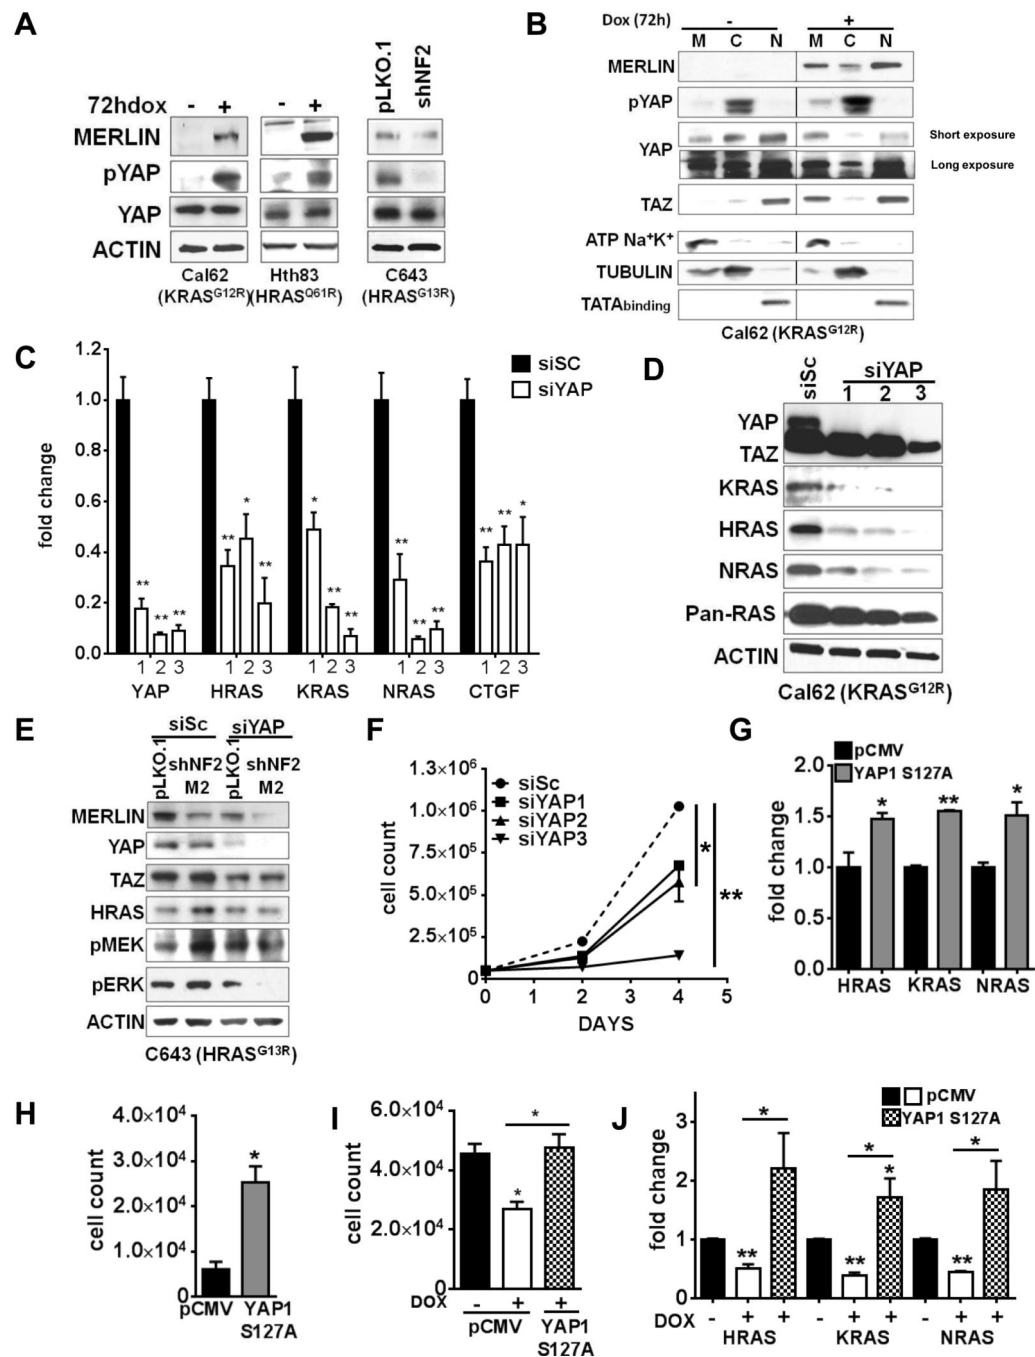 A
72hdox - + - + pLKO.1 shNF2
MERLIN
pYAP
YAP
ACTIN
Cal62 Hth83 C643
(KRASG12R) (HRASQ61R) (HRASG13R)
B
Dox (72h) - +
M C N M C N
MERLIN
pYAP
YAP Short exposure
Long exposure
TAZ
ATP Na+K+
TUBULIN
TATAbinding
Cal62 (KRASG12R)
C
siSC
siYAP
fold change
1.2
1.0
0.8
0.6
0.4
0.2
0.0
** ** ** ** * ** * ** ** ** ** ** ** ** *
1 2 3 1 2 3 1 2 3 1 2 3 1 2 3
YAP HRAS KRAS NRAS CTGF
D
siSc siYAP
1 2 3
YAP
TAZ
KRAS
HRAS
NRAS
Pan-RAS
ACTIN
Cal62 (KRASG12R)
E
siSc siYAP
pLKO.1 shNF2 M2 pLKO.1 shNF2 M2
MERLIN
YAP
TAZ
HRAS
pMEK
pERK
ACTIN
C643 (HRASG13R)
F
siSc
siYAP1
siYAP2
siYAP3
cell count
1.3×10⁶
1.0×10⁶
7.5×10⁵
5.0×10⁵
2.5×10⁵
0
* **
0 1 2 3 4 5
DAYS
G
pCMV
YAP1 S127A
fold change
2.0
1.5
1.0
0.5
0.0
* ** *
HRAS KRAS NRAS
H
cell count
4.0×10⁴
3.0×10⁴
2.0×10⁴
1.0×10⁴
0
*
pCMV YAP1
S127A
I
cell count
6.0×10⁴
4.0×10⁴
2.0×10⁴
0
* *
DOX - + +
pCMV YAP1
S127A
J
pCMV
YAP1 S127A
fold change
3
2
1
0
* * * *
** ** **
DOX - + + - + + - + +
HRAS KRAS NRAS